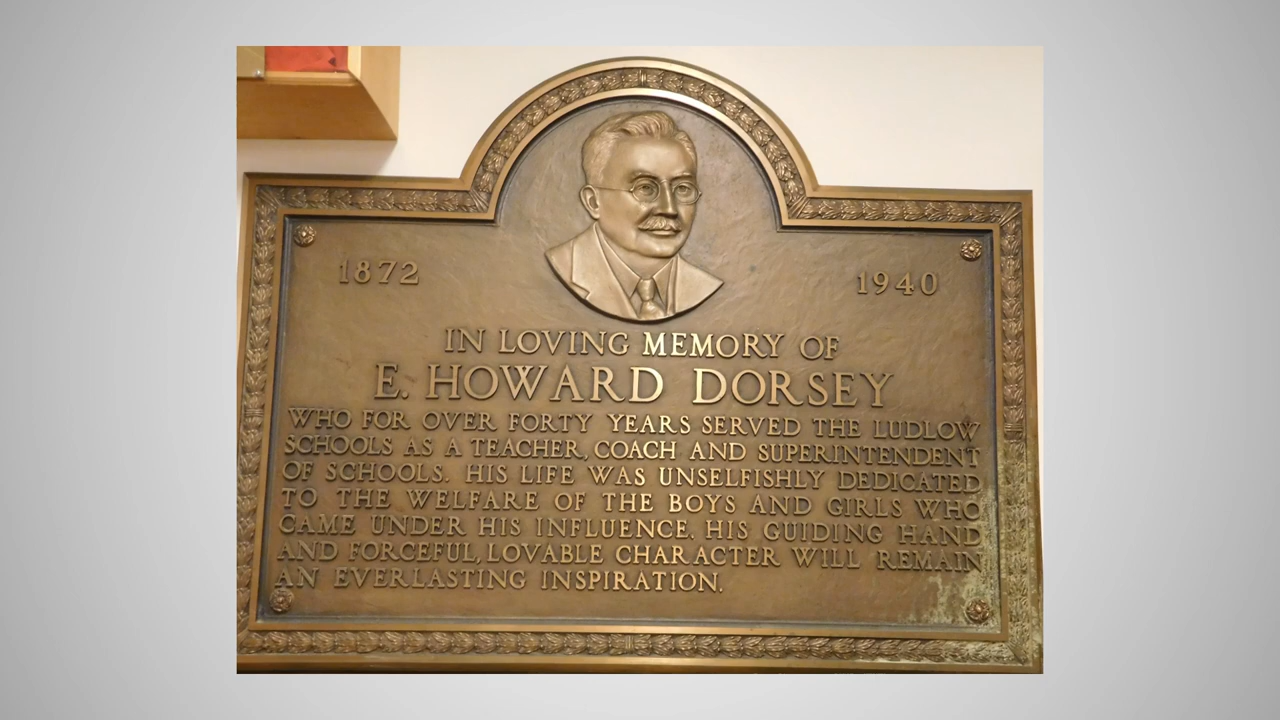 1872
1940
IN LOVING MEMORY OF
E. HOWARD DORSEY
WHO FOR OVER FORTY YEARS SERVED THE LUDLOW
SCHOOLS AS A TEACHER, COACH AND SUPERINTENDENT
OF SCHOOLS. HIS LIFE WAS UNSELFISHLY DEDICATED
TO THE WELFARE OF THE BOYS AND GIRLS WHO
CAME UNDER HIS INFLUENCE. HIS GUIDING HAND
AND FORCEFUL, LOVABLE CHARACTER WILL REMAIN
AN EVERLASTING INSPIRATION.